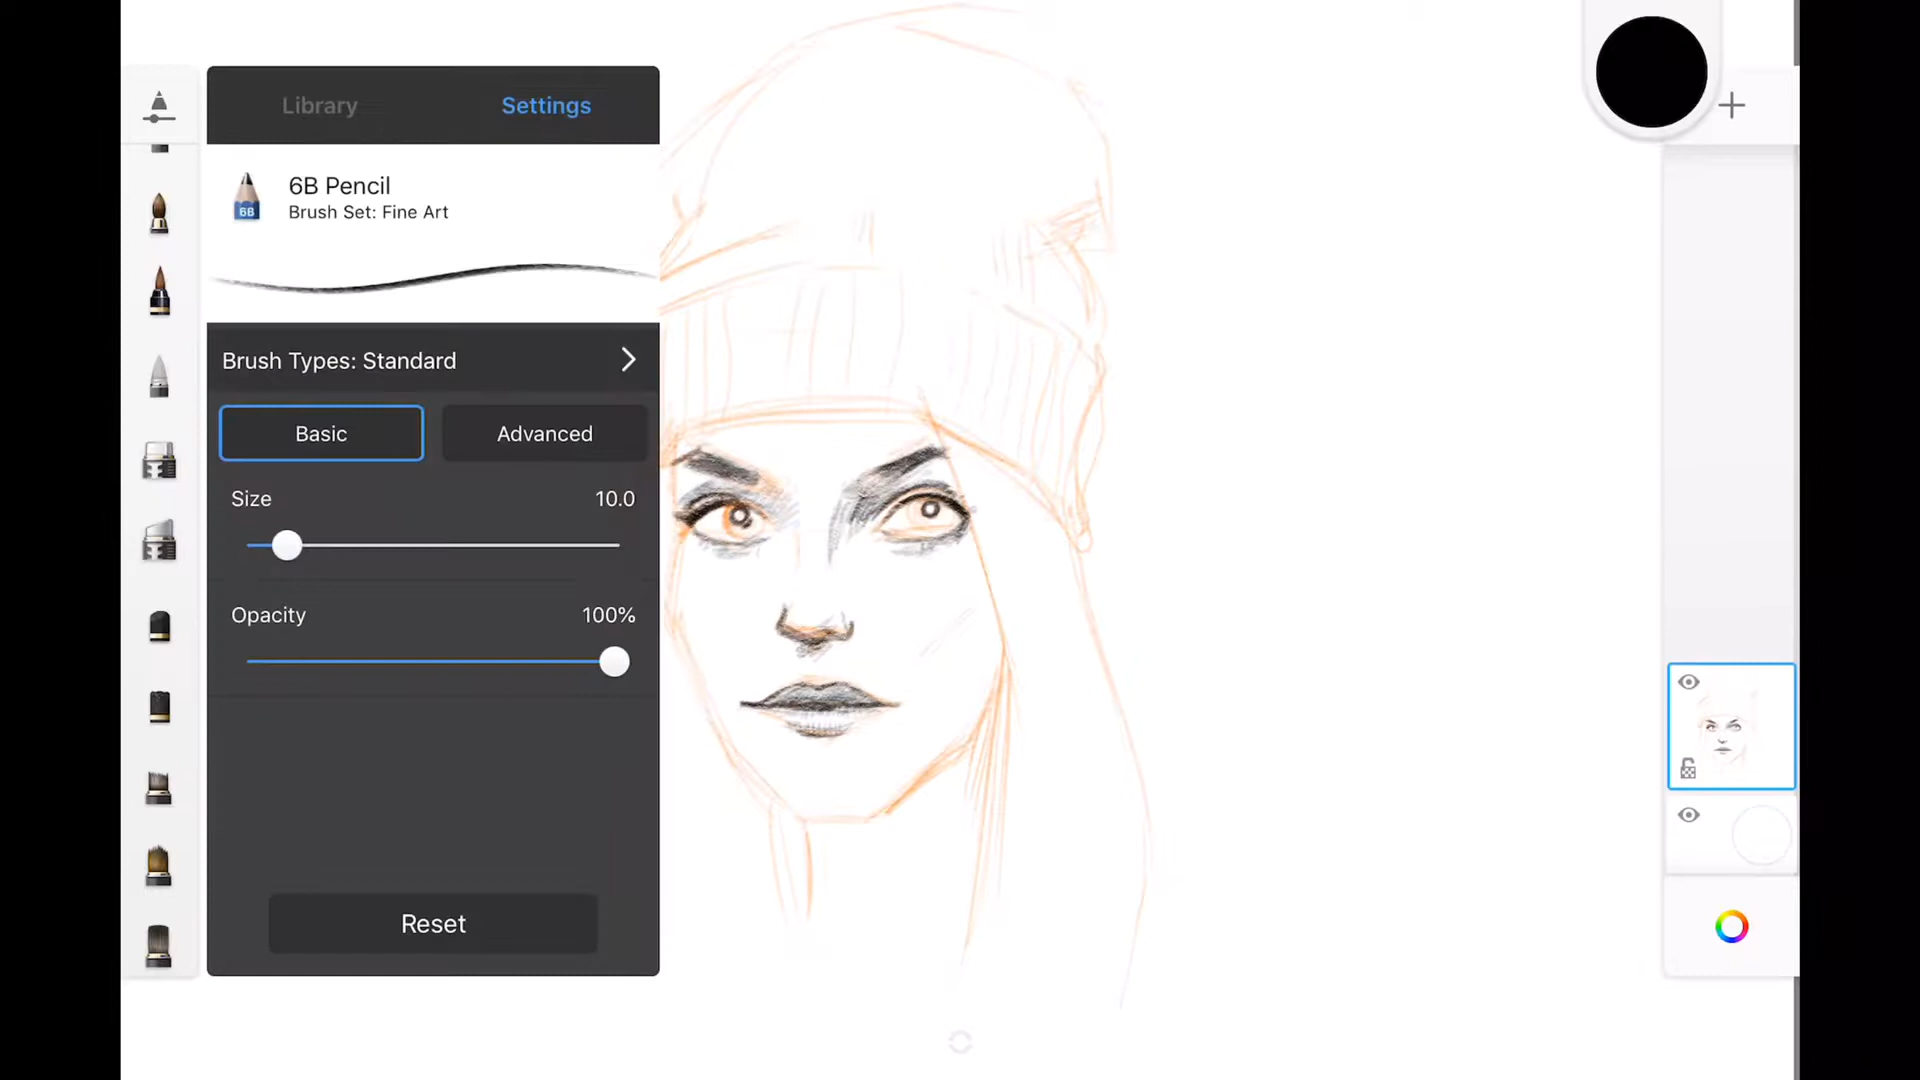 Library
Settings
6B Pencil
6B
Brush Set: Fine Art
Brush Types: Standard
Basic
Advanced
Size
10.0
Opacity
100%
Reset